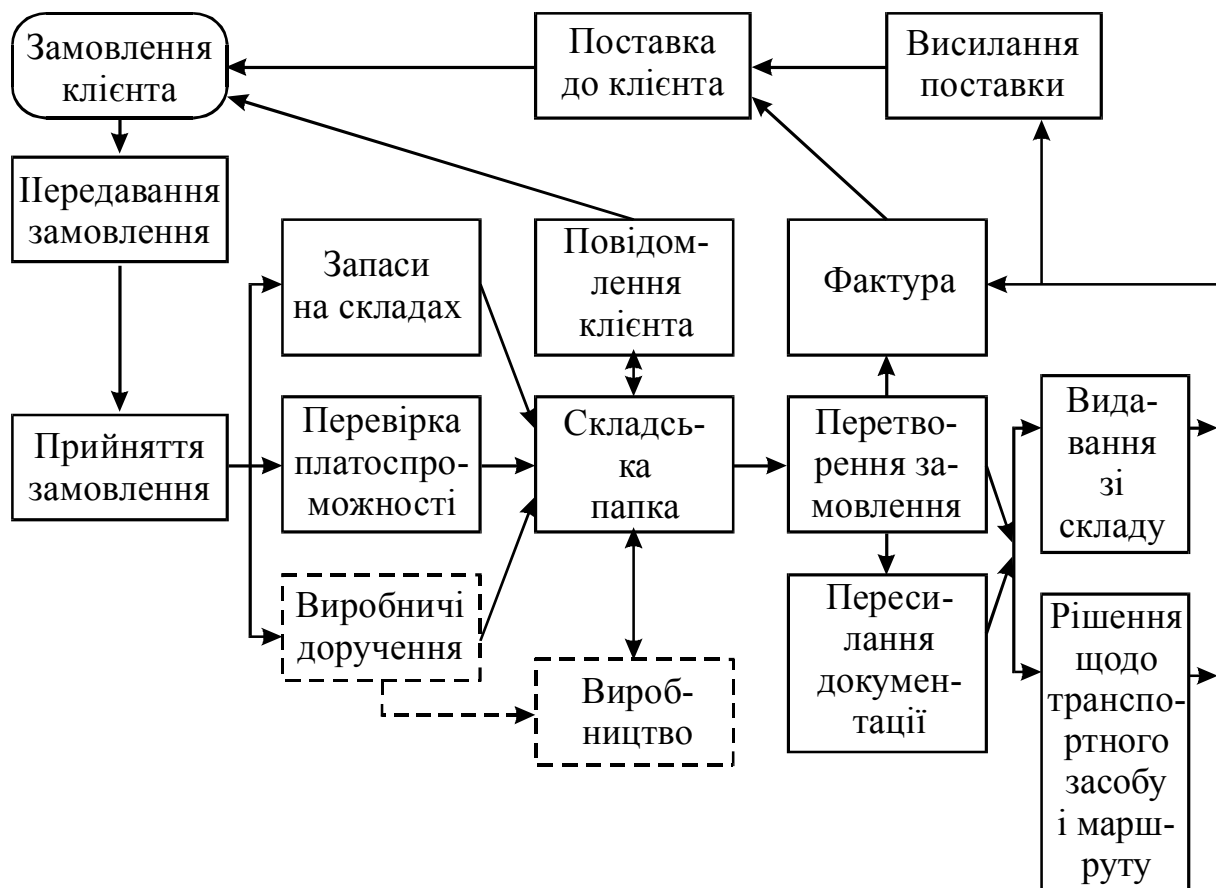 Замовлення
клієнта
Поставка
до клієнта
Висилання
поставки
Передавання
замовлення
Запаси
на складах
Повідом-
лення
клієнта
Фактура
Прийняття
замовлення
Перевірка
платоспро-
можності
Складсь-
ка
папка
Перетво-
рення за-
мовлення
Вида-
вання
зі
складу
Виробничі
доручення
Вироб-
ництво
Переси-
лання
докумен-
тації
Рішення
щодо
транспо-
ртного
засобу
і марш-
руту